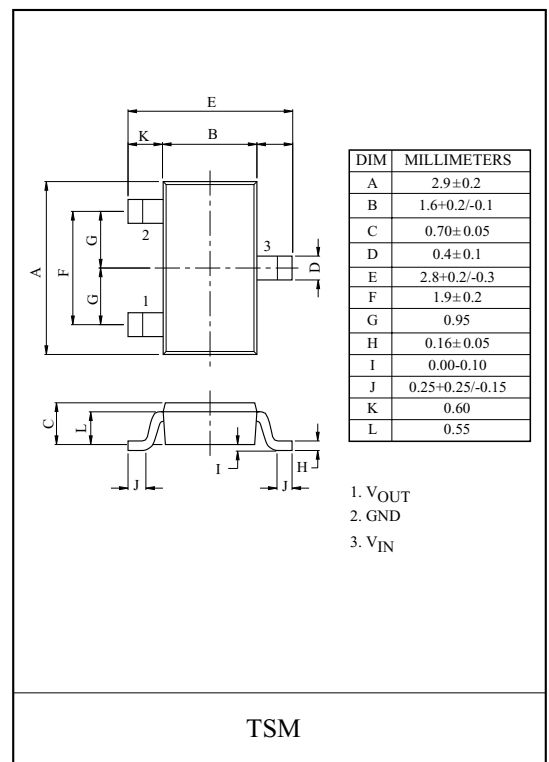 E
K B
2
3
G
A F D
G
1
C L
J I H J
DIM MILLIMETERS
A 2.9±0.2
B 1.6+0.2/-0.1
C 0.70±0.05
D 0.4±0.1
E 2.8+0.2/-0.3
F 1.9±0.2
G 0.95
H 0.16±0.05
I 0.00-0.10
J 0.25+0.25/-0.15
K 0.60
L 0.55
1. VOUT
2. GND
3. VIN
TSM